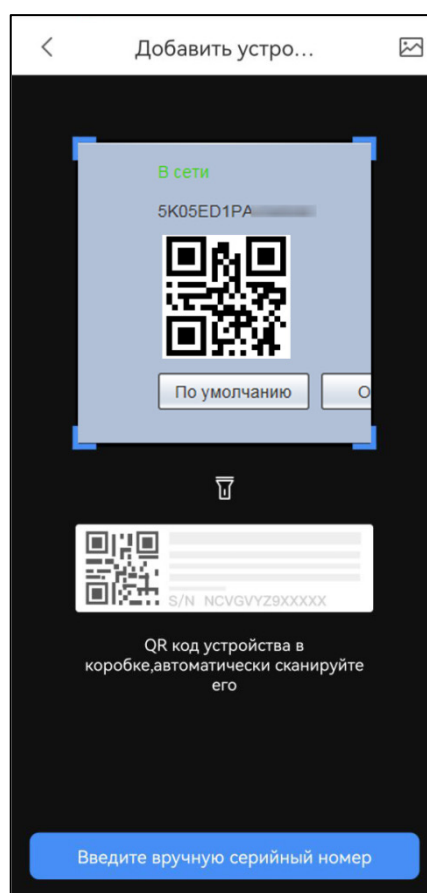 Добавить устро...
В сети
5K05ED1PA
По умолчанию
О
S/N NCVGVYZ9XXXXX
QR код устройства в
коробке,автоматически сканируйте
его
Введите вручную серийный номер